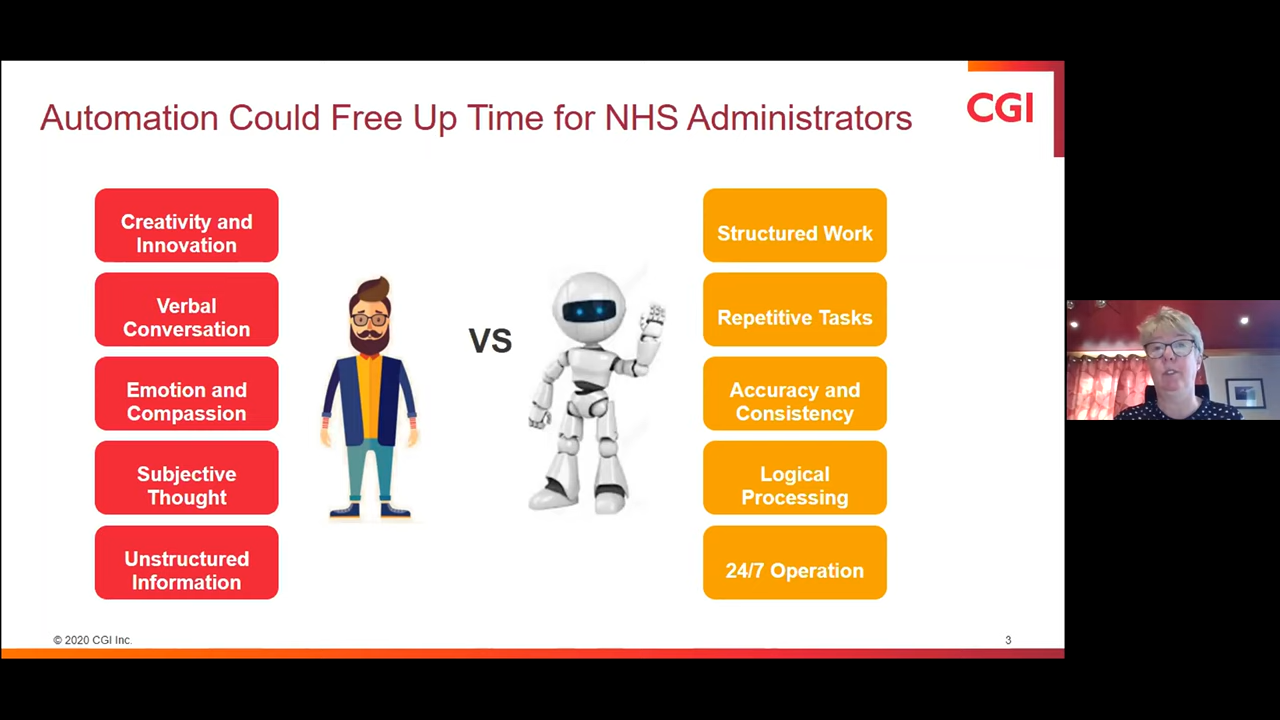 Automation Could Free Up Time for NHS Administrators
CGI
Creativity and
Innovation
Verbal
Conversation
Emotion and
Compassion
Subjective
Thought
Unstructured
Information
VS
Structured Work
Repetitive Tasks
Accuracy and
Consistency
Logical
Processing
24/7 Operation
© 2020 CGI Inc.
3